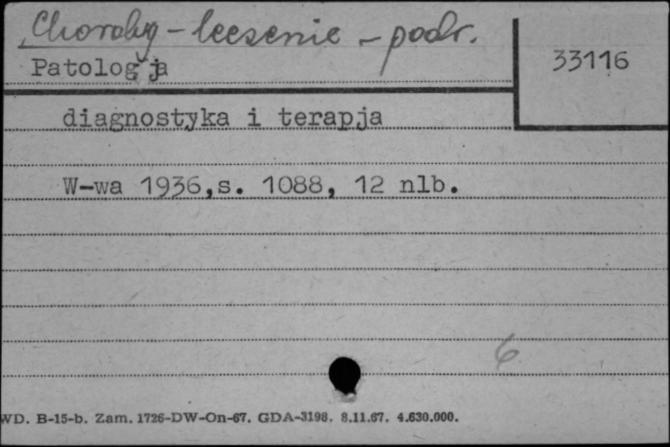 Choroby - leczenie - podr.
33116
Patologja
diagnostyka i terapja
W-wa 1936,s. 1088, 12 nlb.
6
WD. B-15-b. Zam. 1726-DW-On-67. GDA-3198. 8.11.67. 4.630.000.